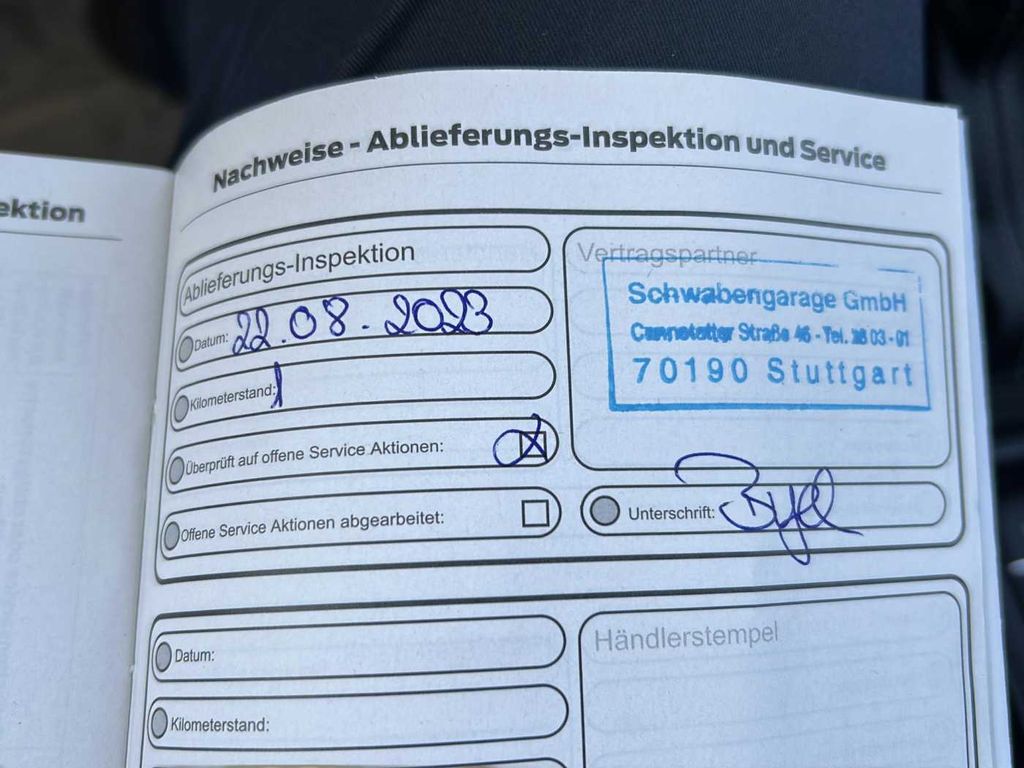 ektion
Nachweise - Ablieferungs-Inspektion und Service
Ablieferungs-Inspektion
Datum: 22.08.2023
Kilometerstand: 1
Überprüft auf offene Service Aktionen:
Offene Service Aktionen abgearbeitet:
Vertragspartner
Schwabengarage GmbH
Cannstatter Straße 46 - Tel. 28 03 - 01
70190 Stuttgart
Unterschrift:
Datum:
Kilometerstand:
Händlerstempel